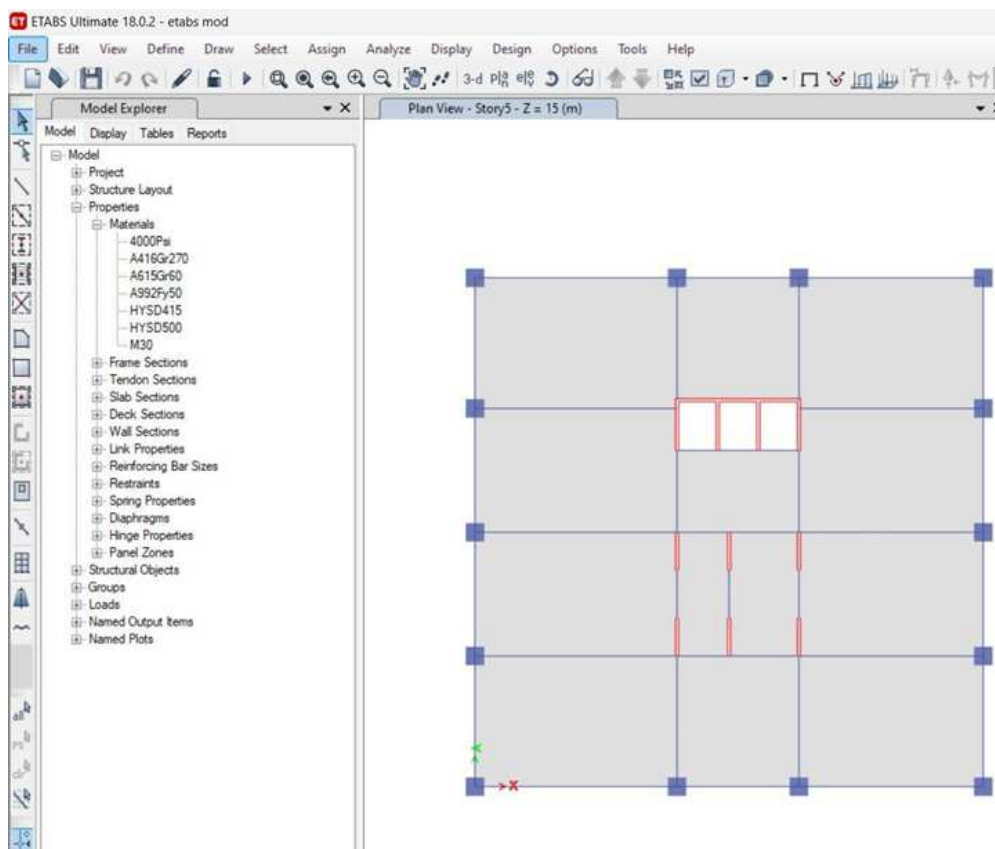 ETABS Ultimate 18.0.2 - etabs mod
File Edit View Define Draw Select Assign Analyze Display Design Options Tools Help
3-d
Model Explorer
Plan View - Story5 - Z = 15 (m)
Model Display Tables Reports
Model
Project
Structure Layout
Properties
Materials
4000Psi
A416Gr270
A615Gr60
A992Fy50
HYSD415
HYSD500
M30
Frame Sections
Tendon Sections
Slab Sections
Deck Sections
Wall Sections
Link Properties
Reinforcing Bar Sizes
Restraints
Spring Properties
Diaphragms
Hinge Properties
Panel Zones
Structural Objects
Groups
Loads
Named Output Items
Named Plots
all
X